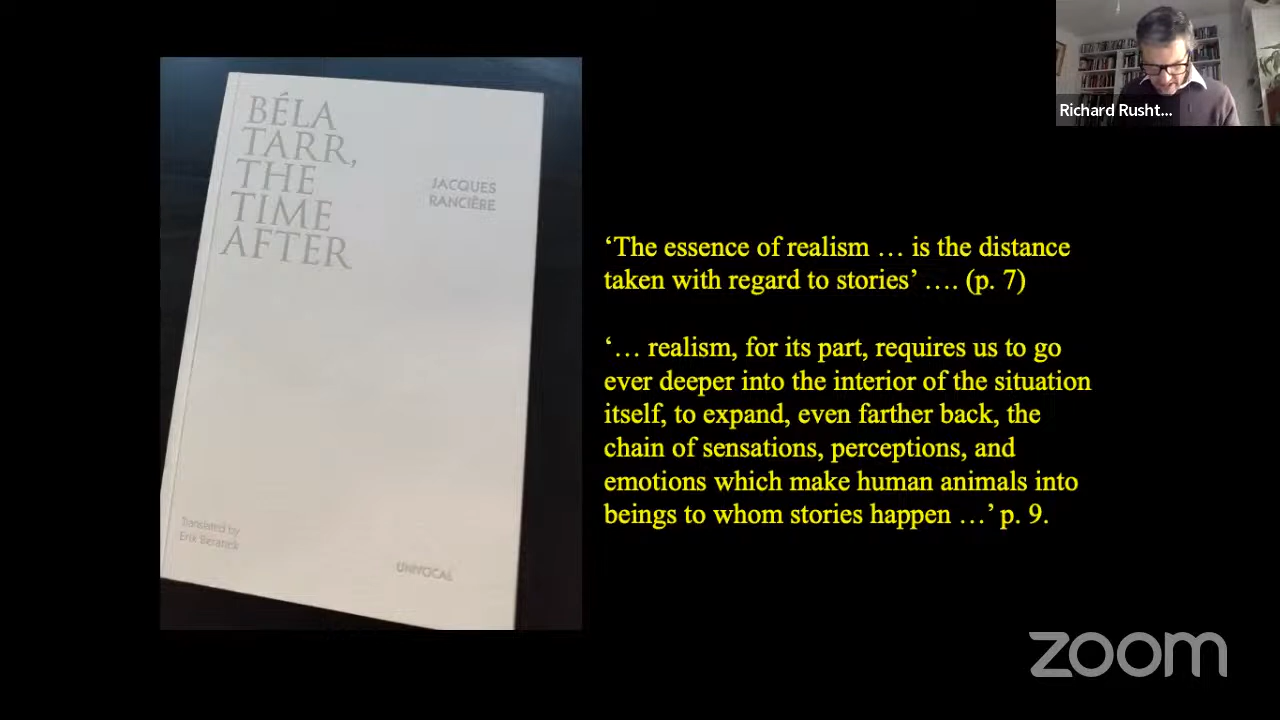 BÉLA
TARR,
THE
TIME
AFTER
JACQUES
RANCIÈRE
Translated by
Erik Beranek
UNIVOCAL
Richard Rusht...
‘The essence of realism … is the distance
taken with regard to stories’ …. (p. 7)
‘… realism, for its part, requires us to go
ever deeper into the interior of the situation
itself, to expand, even farther back, the
chain of sensations, perceptions, and
emotions which make human animals into
beings to whom stories happen …’ p. 9.
zoom